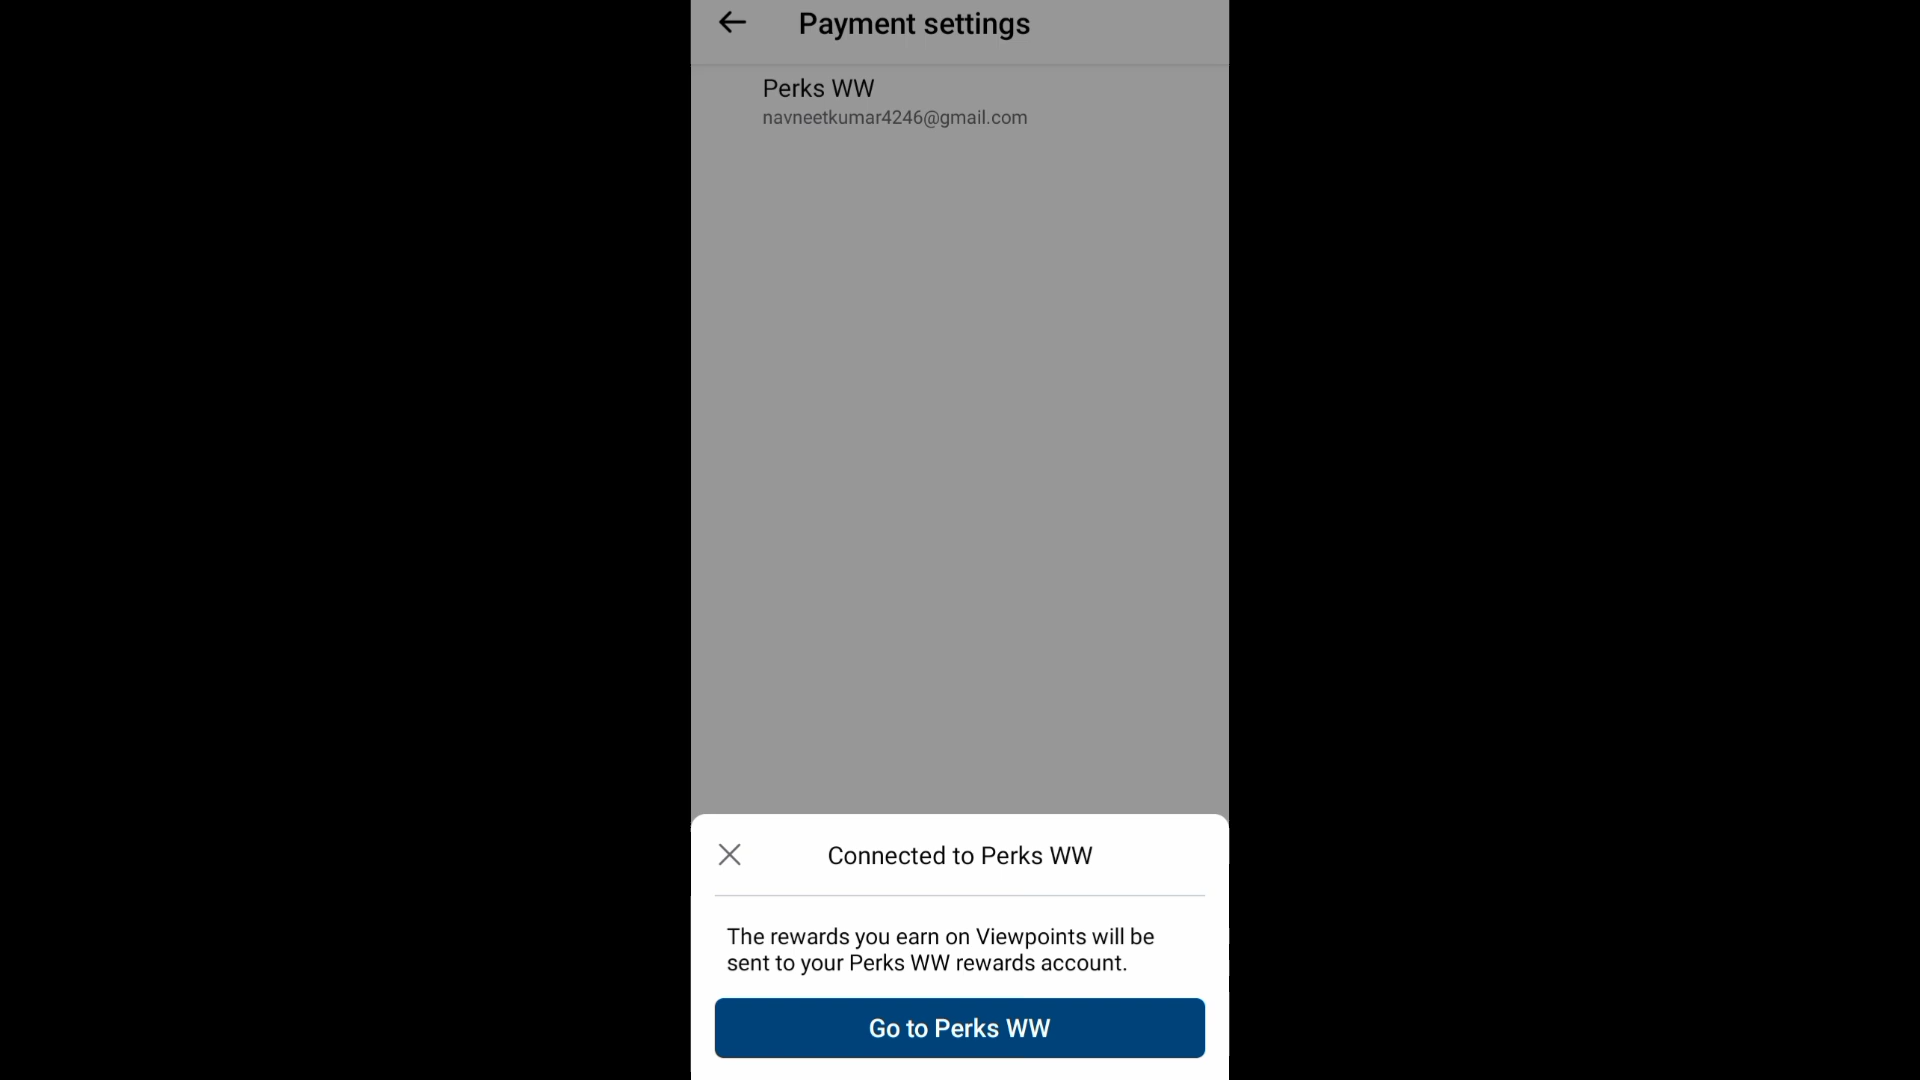 Payment settings
Perks WW
navneetkumar4246@gmail.com
Connected to Perks WW
The rewards you earn on Viewpoints will be
sent to your Perks WW rewards account.
Go to Perks WW